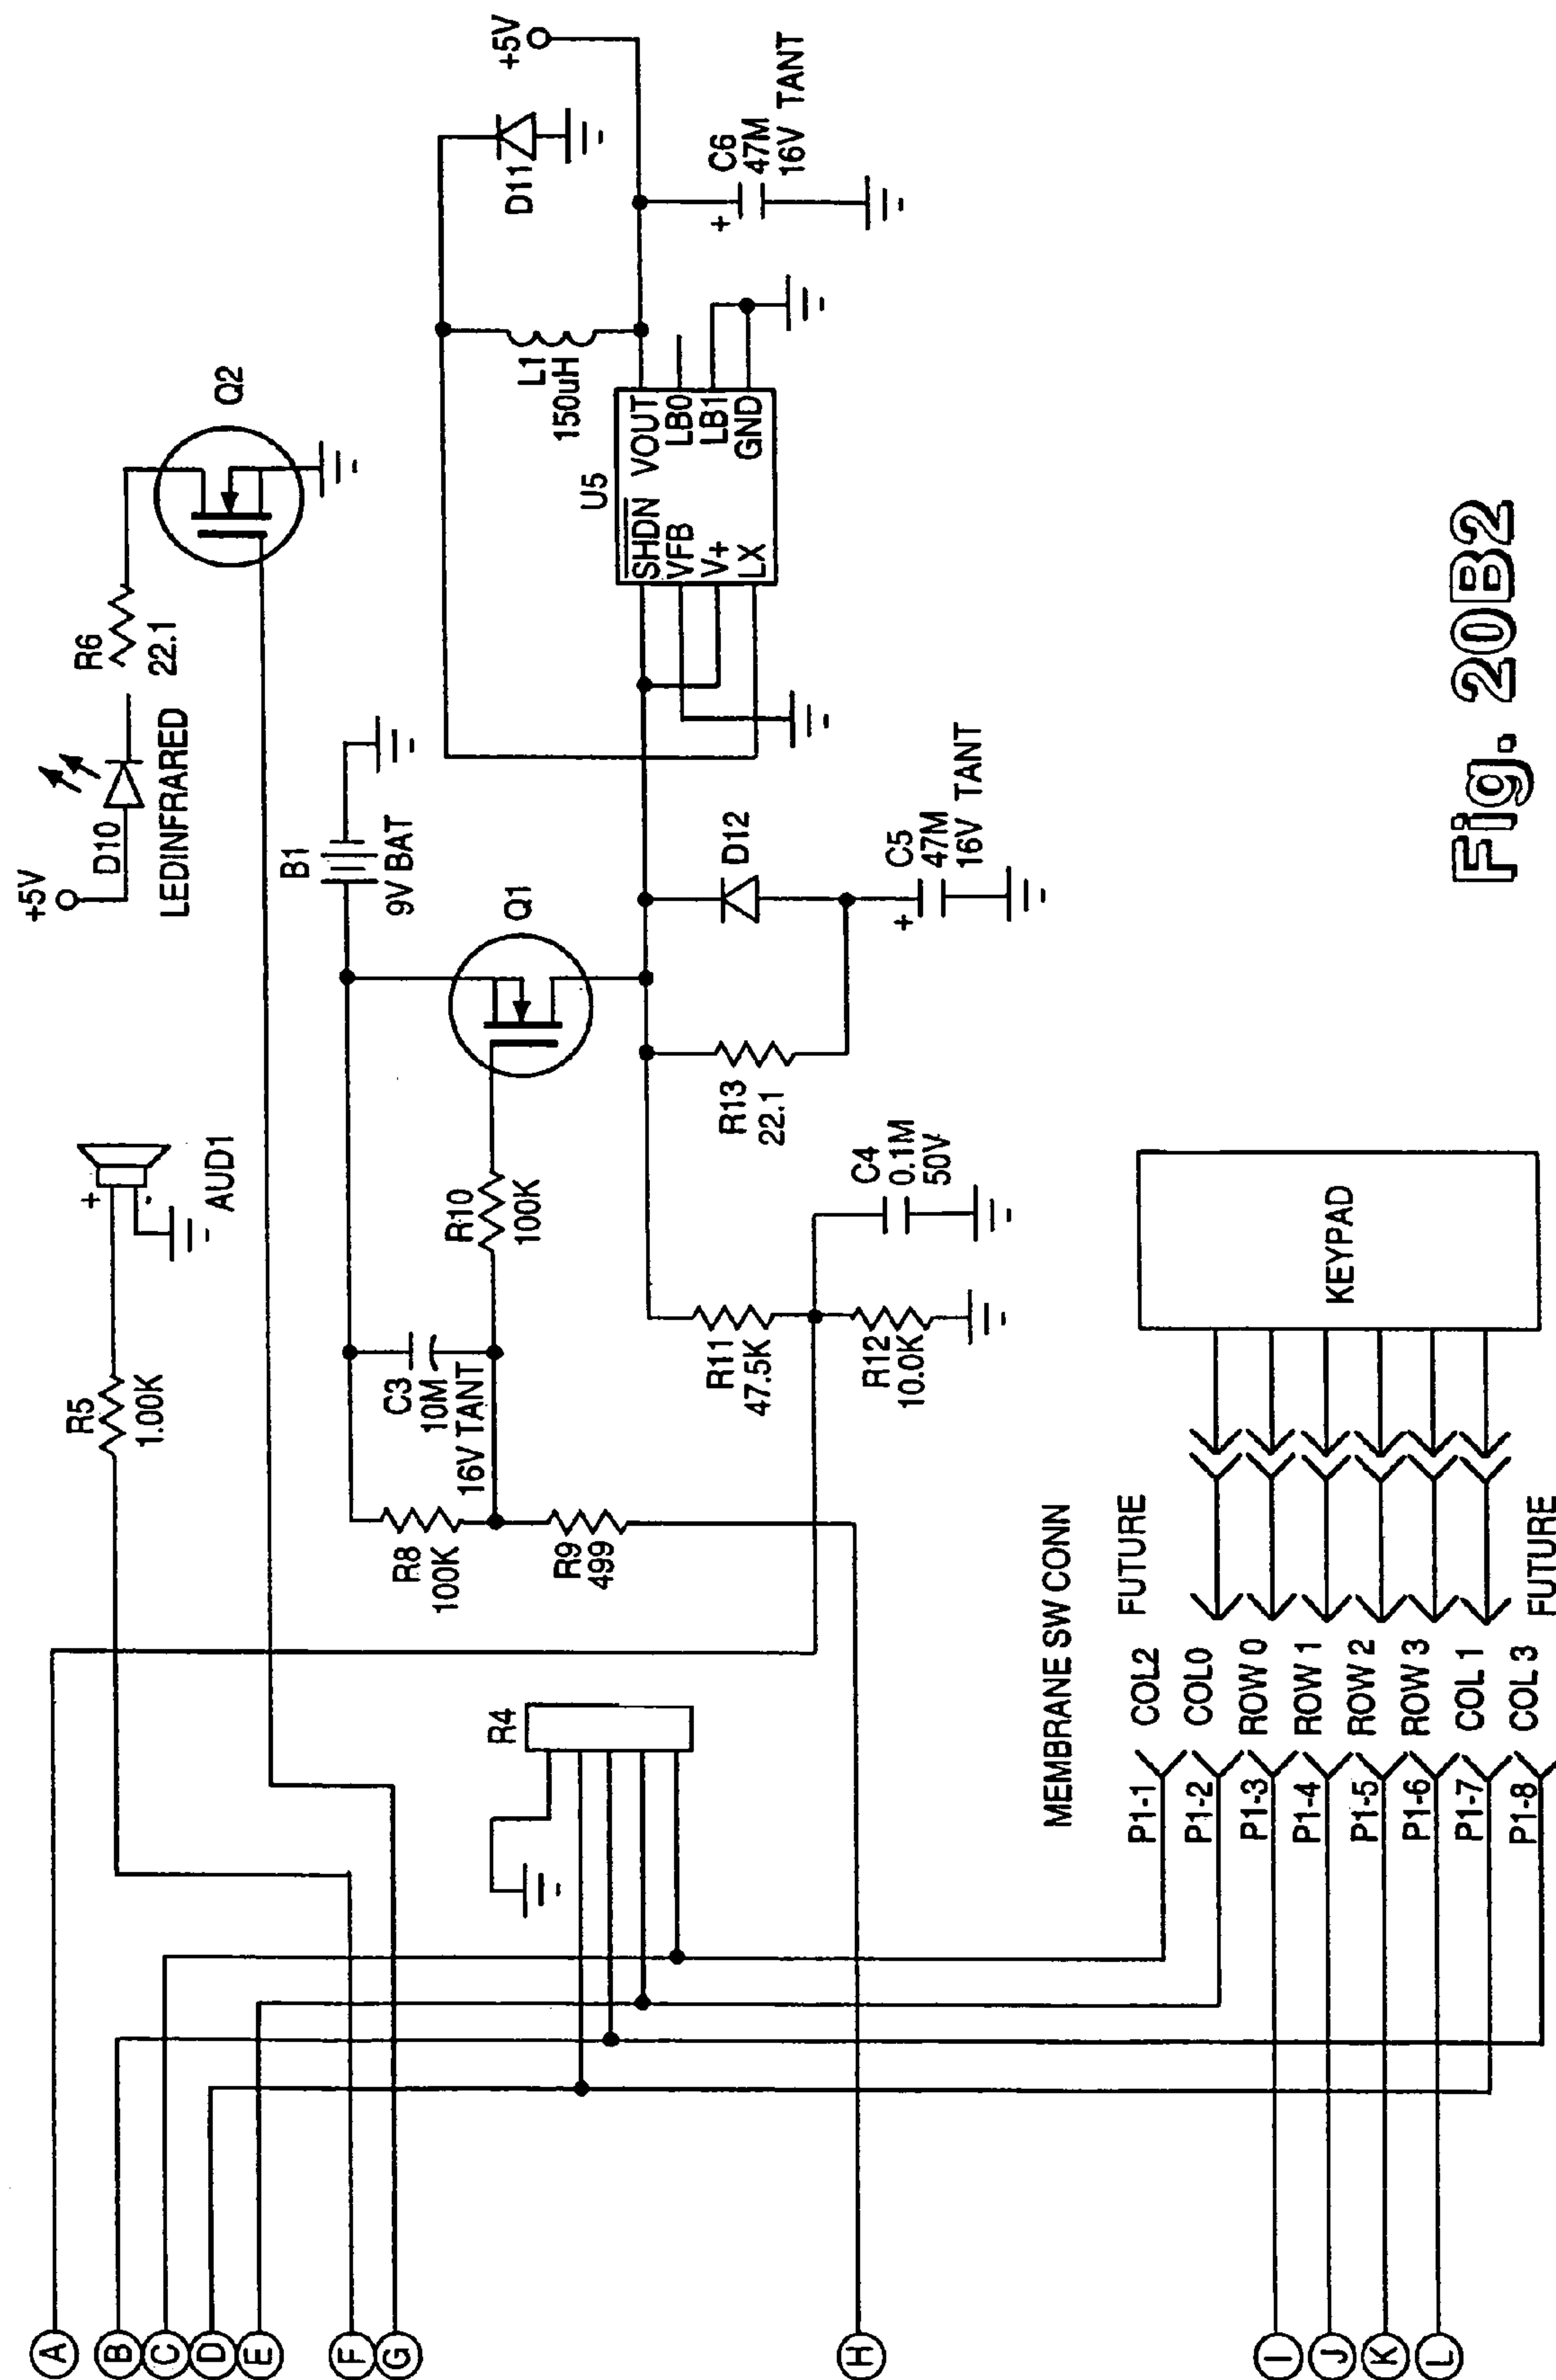 A
B
C
D
E
F
G
H
I
J
K
L
R5
1.00K
+
-
AUD1
+5V
D10
LEDINFRARED
R6
22.1
Q2
B1
9V BAT
Q1
R8
100K
C3
10M
16V TANT
R9
499
R10
100K
R11
47.5K
R12
10.0K
C4
0.1M
50V
R13
22.1
D12
+
C5
47M
16V TANT
U5
SHDN VOUT
VFB LB0
V+ LB1
LX GND
L1
150uH
D11
+5V
+
C6
47M
16V TANT
R4
MEMBRANE SW CONN
P1-1 COL2 FUTURE
P1-2 COL0
P1-3 ROW 0
P1-4 ROW 1
P1-5 ROW 2
P1-6 ROW 3
P1-7 COL 1
P1-8 COL 3 FUTURE
KEYPAD
Fig. 20B2